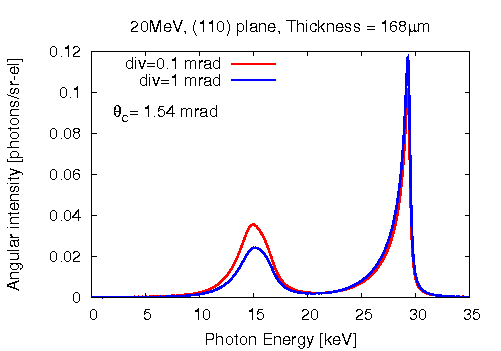 20MeV, (110) plane, Thickness = 168μm
div=0.1 mrad
div=1 mrad
θc= 1.54 mrad
Angular intensity [photons/sr-el]
0.12
0.1
0.08
0.06
0.04
0.02
0
0 5 10 15 20 25 30 35
Photon Energy [keV]